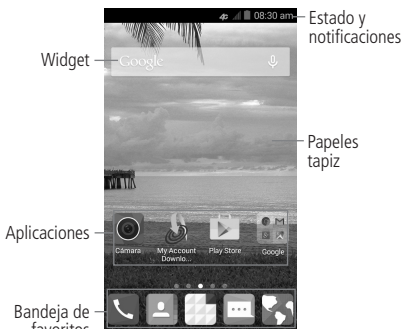 4G 08:30 am
Estado y
notificaciones
Widget
Google
Papeles
tapiz
Aplicaciones
Cámara
My Account
Downlo...
Play Store
Google
Bandeja de
favoritos